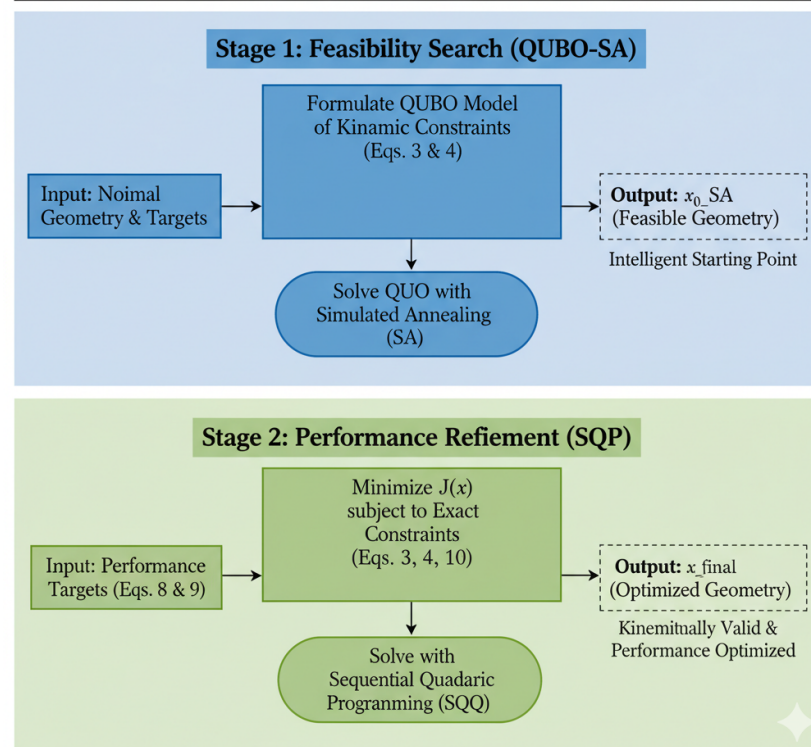 Stage 1: Feasibility Search (QUBO-SA)
Formulate QUBO Model
of Kinamic Constraints
(Eqs. 3 & 4)
Input: Noimal
Geometry & Targets
Output: x₀_SA
(Feasible Geometry)
Intelligent Starting Point
Solve QUO with
Simulated Annealing
(SA)
Stage 2: Performance Refiement (SQP)
Minimize J(x)
subject to Exact
Constraints
(Eqs. 3, 4, 10)
Input: Performance
Targets (Eqs. 8 & 9)
Output: x_final
(Optimized Geometry)
Kinemitnally Valid &
Performance Optimized
Solve with
Sequential Quadaric
Progranming (SQQ)